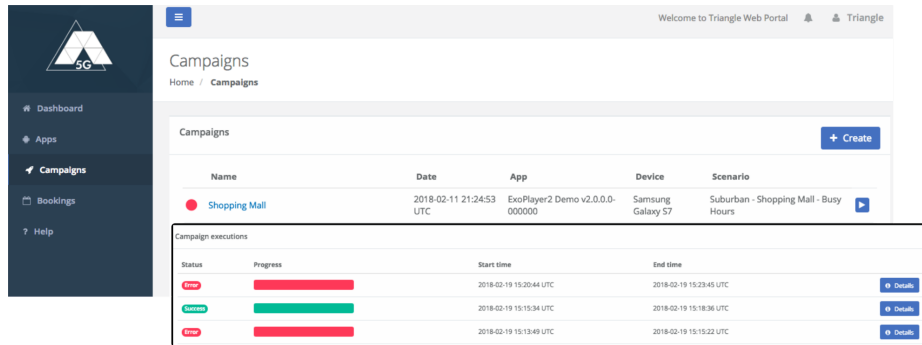 5G
Welcome to Triangle Web Portal
Triangle
Campaigns
Home / Campaigns
Dashboard
Apps
Campaigns
Bookings
? Help
Campaigns
+ Create
Name Date App Device Scenario
Shopping Mall 2018-02-11 21:24:53 ExoPlayer2 Demo v2.0.0.0- Samsung Suburban - Shopping Mall - Busy
UTC 000000 Galaxy S7 Hours
Campaign executions
Status Progress Start time End time
Error 2018-02-19 15:20:44 UTC 2018-02-19 15:23:45 UTC Details
Success 2018-02-19 15:15:34 UTC 2018-02-19 15:18:36 UTC Details
Error 2018-02-19 15:13:49 UTC 2018-02-19 15:15:22 UTC Details